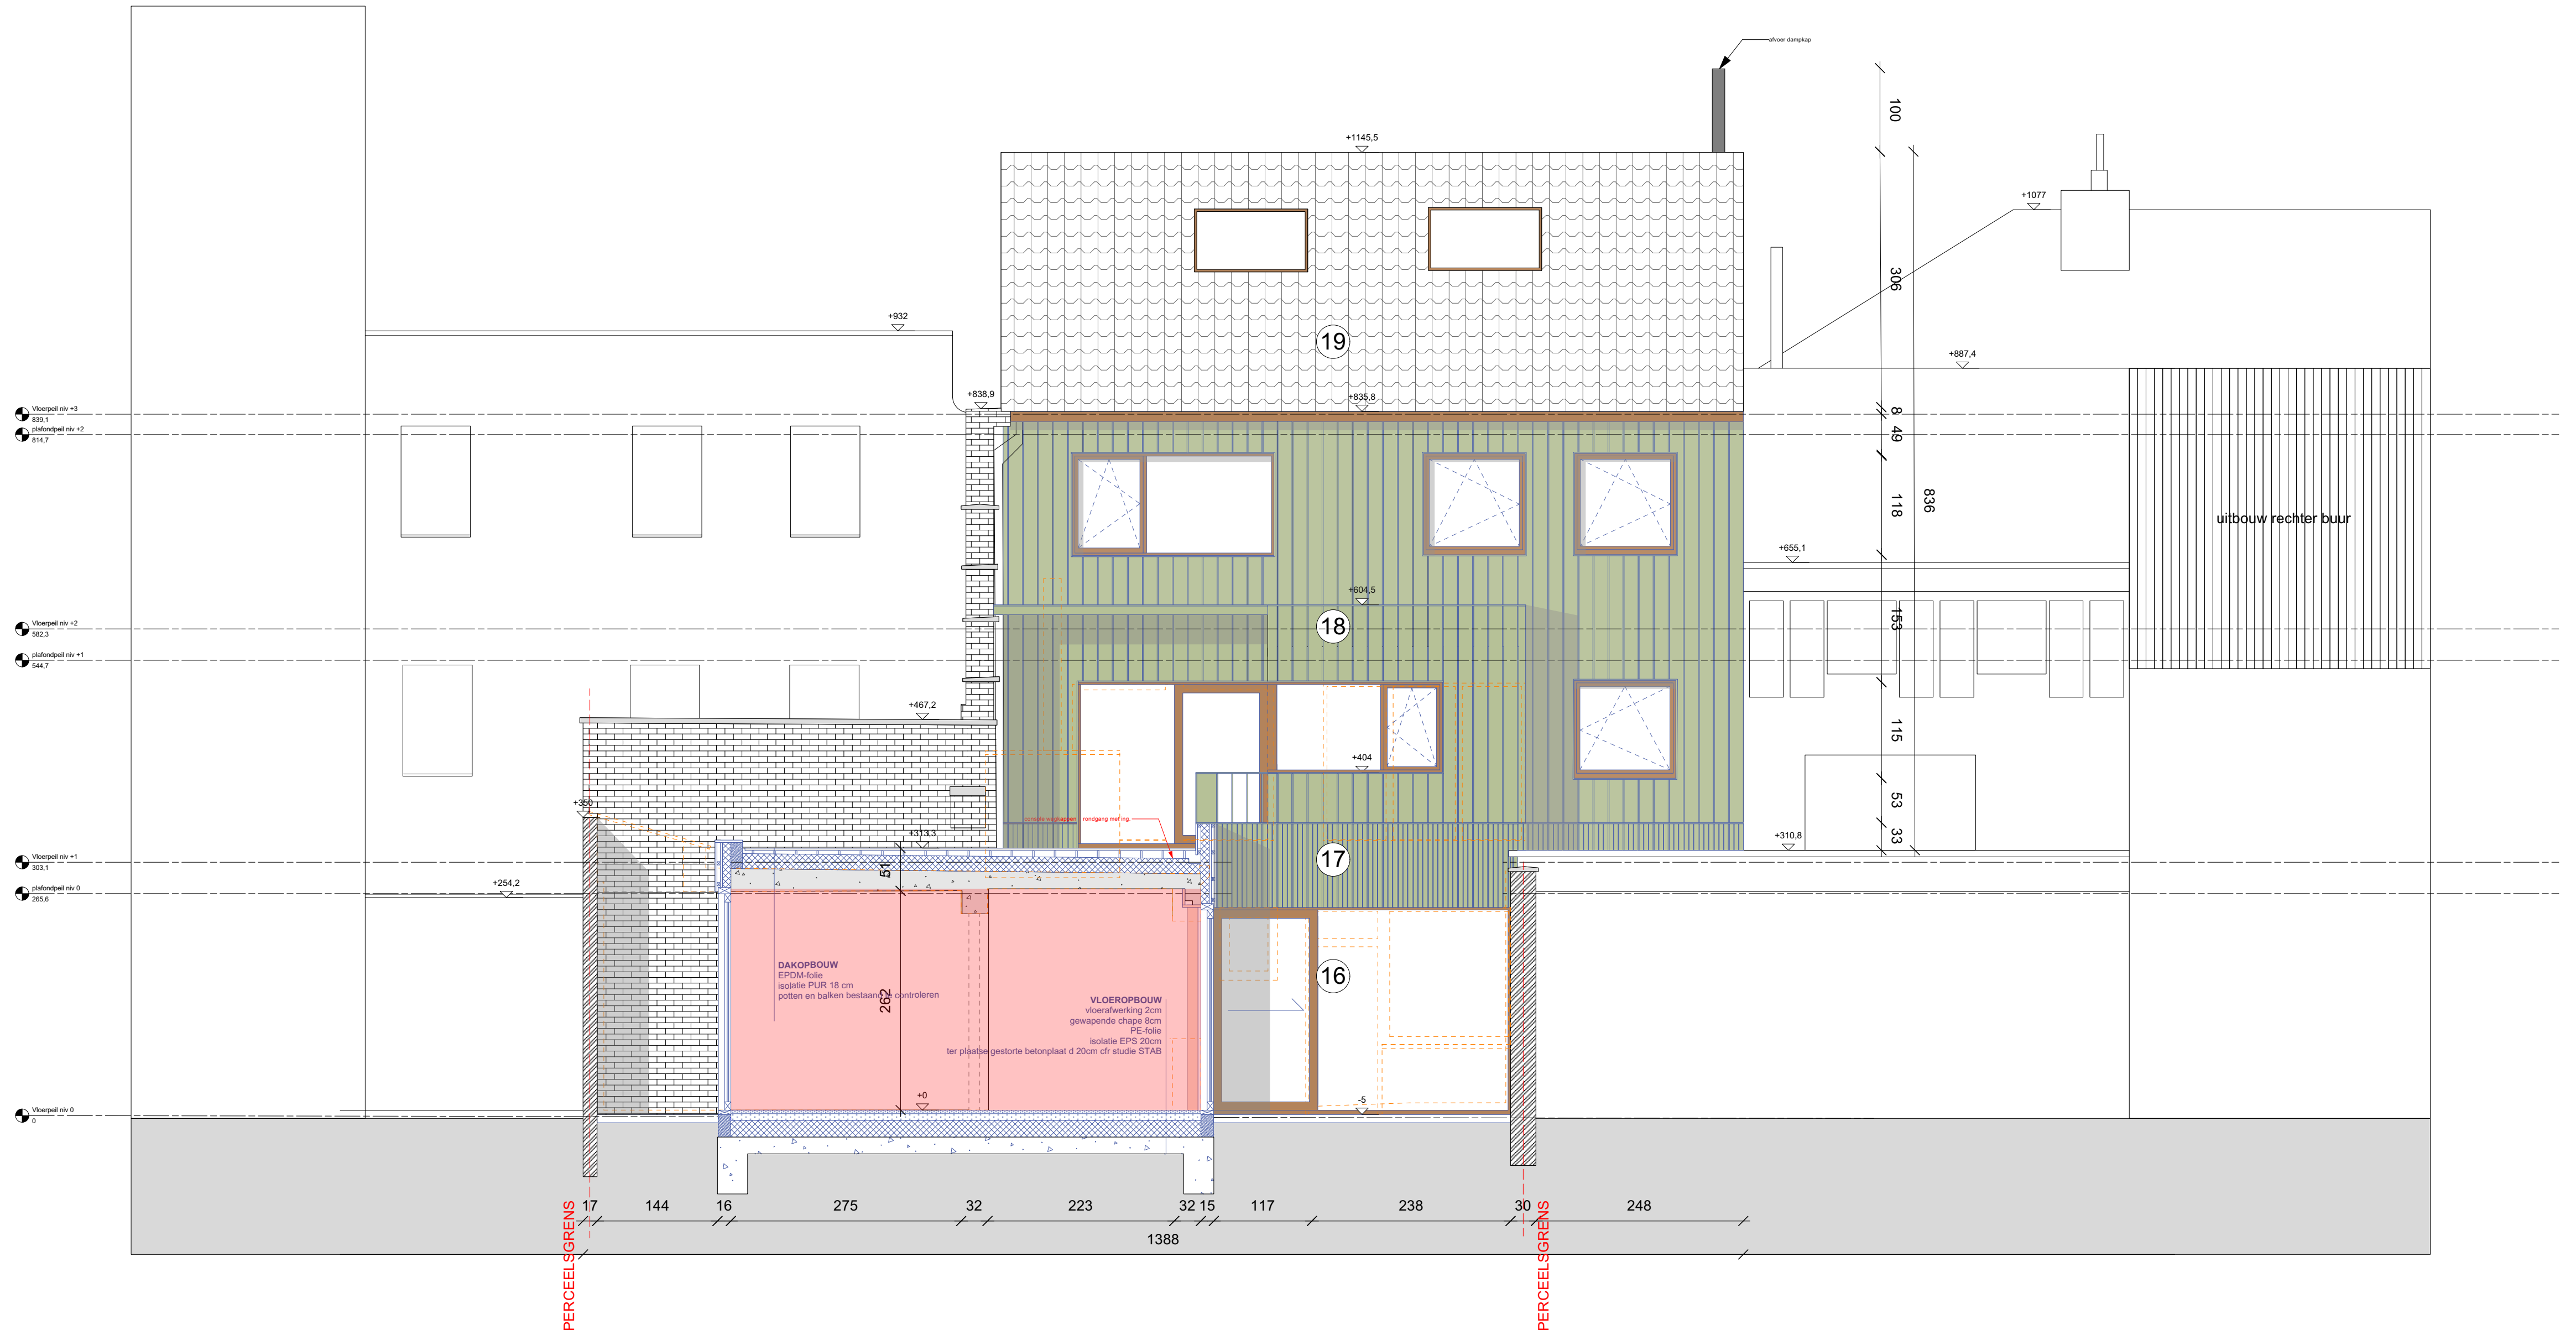 afvoer dampkap
100
+1145,5
+1077
306
+932
19
+887,4
+838,9
+835,8
Vloerpeil niv +3
839,1
8
plafondpeil niv +2
814,7
49
118
836
uitbouw rechter buur
+655,1
+604,5
153
18
Vloerpeil niv +2
582,3
plafondpeil niv +1
544,7
+467,2
115
+404
+350
53
+313,3
33
+310,8
Vloerpeil niv +1
303,1
17
51
+254,2
plafondpeil niv 0
265,6
DAKOPBOUW
EPDM-folie
isolatie PUR 18 cm
potten en balken bestaand controleren
16
262
VLOEROPBOUW
vloerafwerking 2cm
gewapende chape 8cm
PE-folie
isolatie EPS 20cm
ter plaatse gestorte betonplaat d 20cm cfr studie STAB
+0
-5
Vloerpeil niv 0
0
17
144
16
275
32
223
32
15
117
238
30
248
1388
PERCEELSGRENS
PERCEELSGRENS
rondgang met ing.